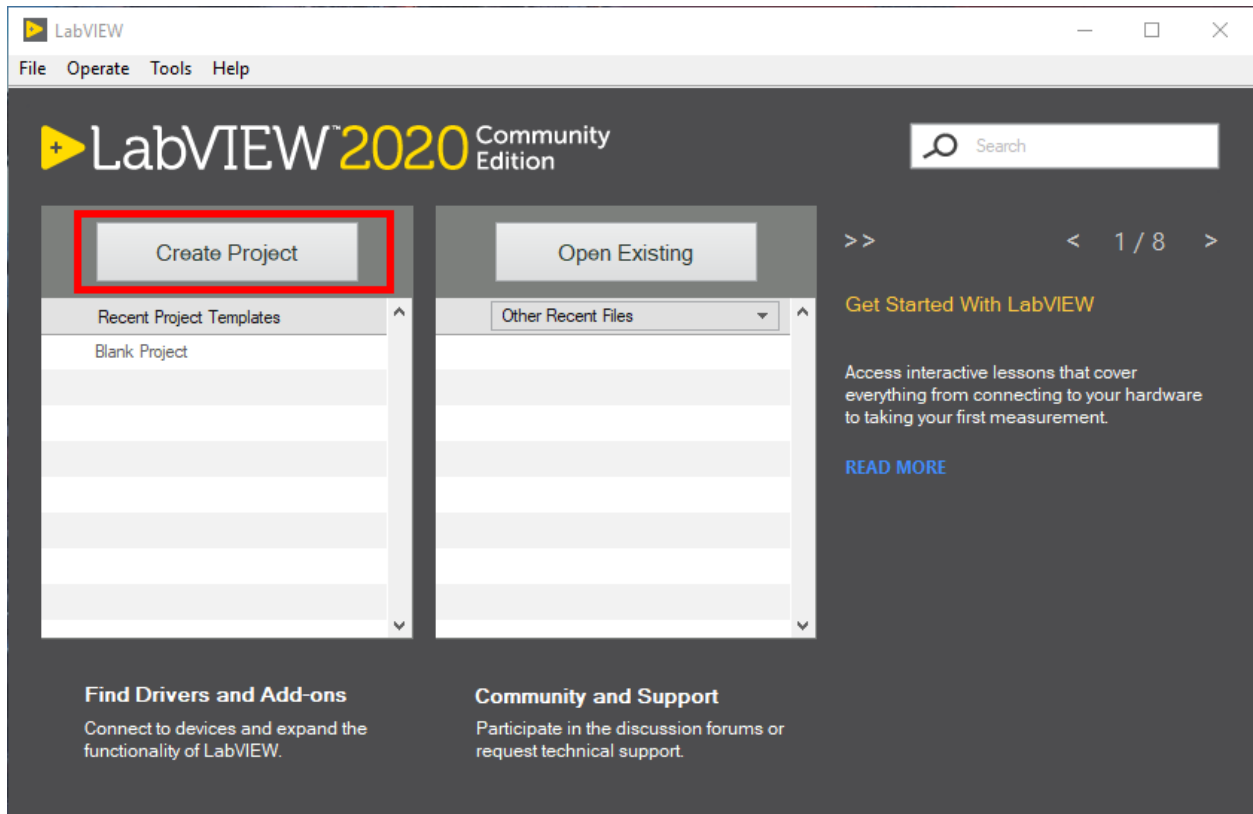 LabVIEW
File Operate Tools Help
LabVIEW™ 2020 Community
Edition
Search
Create Project
Open Existing
>> < 1 / 8 >
Recent Project Templates
Other Recent Files
Blank Project
Get Started With LabVIEW
Access interactive lessons that cover
everything from connecting to your hardware
to taking your first measurement.
READ MORE
Find Drivers and Add-ons
Connect to devices and expand the
functionality of LabVIEW.
Community and Support
Participate in the discussion forums or
request technical support.